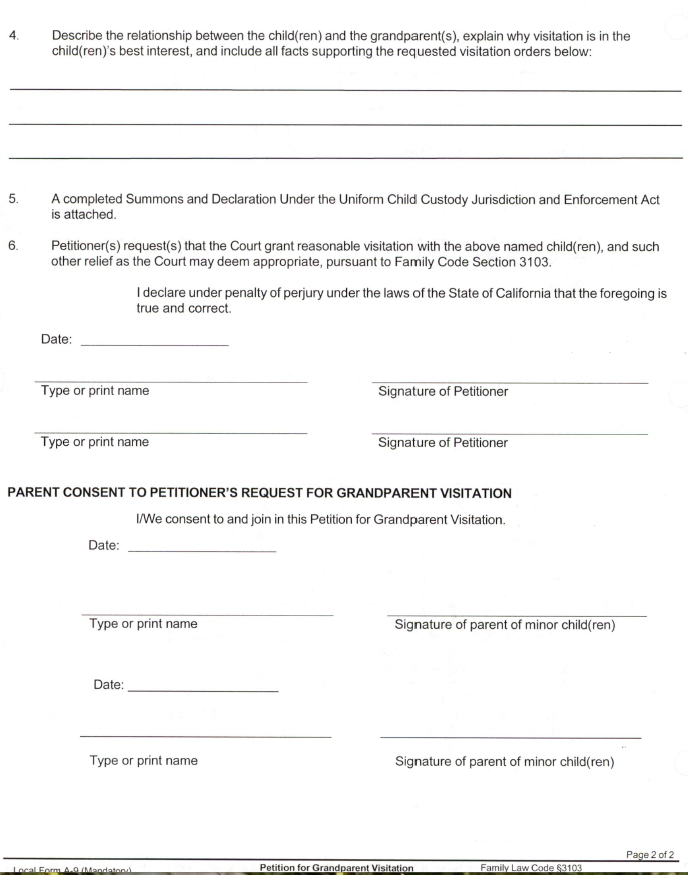 4. Describe the relationship between the child(ren) and the grandparent(s), explain why visitation is in the
child(ren)'s best interest, and include all facts supporting the requested visitation orders below:
5. A completed Summons and Declaration Under the Uniform Child Custody Jurisdiction and Enforcement Act
is attached.
6. Petitioner(s) request(s) that the Court grant reasonable visitation with the above named child(ren), and such
other relief as the Court may deem appropriate, pursuant to Family Code Section 3103.
I declare under penalty of perjury under the laws of the State of California that the foregoing is
true and correct.
Date:
Type or print name Signature of Petitioner
Type or print name Signature of Petitioner
PARENT CONSENT TO PETITIONER'S REQUEST FOR GRANDPARENT VISITATION
I/We consent to and join in this Petition for Grandparent Visitation.
Date:
Type or print name Signature of parent of minor child(ren)
Date:
Type or print name Signature of parent of minor child(ren)
Page 2 of 2
Local Form A-9 (Mandatory) Petition for Grandparent Visitation Family Law Code §3103